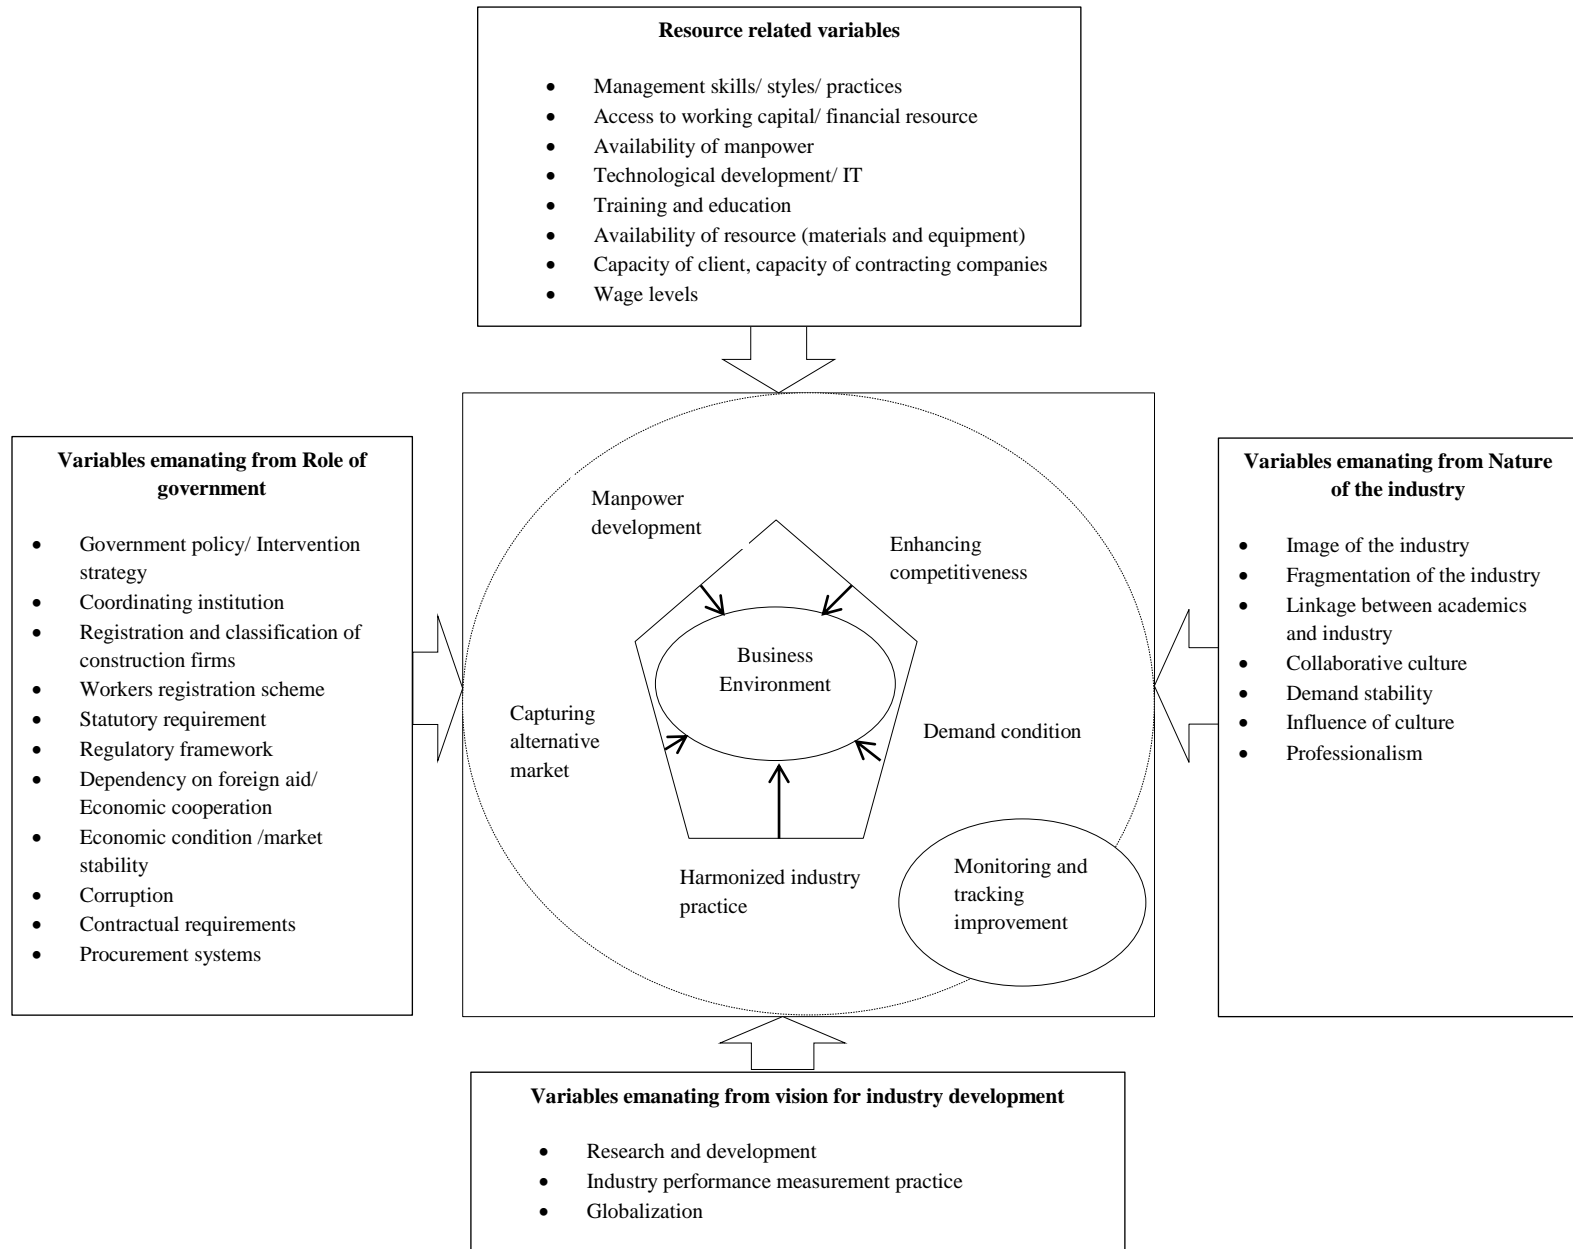 Resource related variables
• Management skills/ styles/ practices
• Access to working capital/ financial resource
• Availability of manpower
• Technological development/ IT
• Training and education
• Availability of resource (materials and equipment)
• Capacity of client, capacity of contracting companies
• Wage levels
Variables emanating from Role of
government
• Government policy/ Intervention
strategy
• Coordinating institution
• Registration and classification of
construction firms
• Workers registration scheme
• Statutory requirement
• Regulatory framework
• Dependency on foreign aid/
Economic cooperation
• Economic condition /market
stability
• Corruption
• Contractual requirements
• Procurement systems
Manpower
development
Enhancing
competitiveness
Business
Environment
Capturing
alternative
market
Demand condition
Harmonized industry
practice
Monitoring and
tracking
improvement
Variables emanating from Nature
of the industry
• Image of the industry
• Fragmentation of the industry
• Linkage between academics
and industry
• Collaborative culture
• Demand stability
• Influence of culture
• Professionalism
Variables emanating from vision for industry development
• Research and development
• Industry performance measurement practice
• Globalization